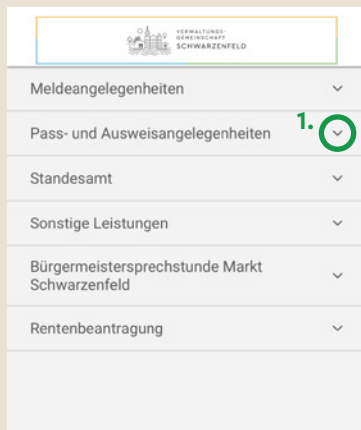 VERWALTUNGS-
GEMEINSCHAFT
SCHWARZENFELD
Meldeangelegenheiten
Pass- und Ausweisangelegenheiten
1.
Standesamt
Sonstige Leistungen
Bürgermeistersprechstunde Markt
Schwarzenfeld
Rentenbeantragung